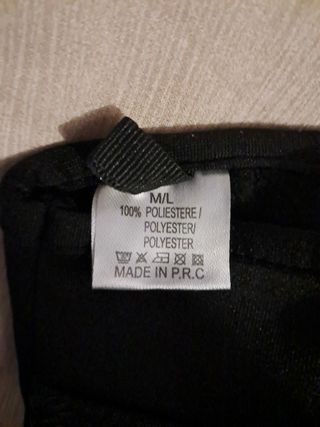 M/L
100% POLIESTERE/
POLYESTER/
POLYESTER
MADE IN P.R.C